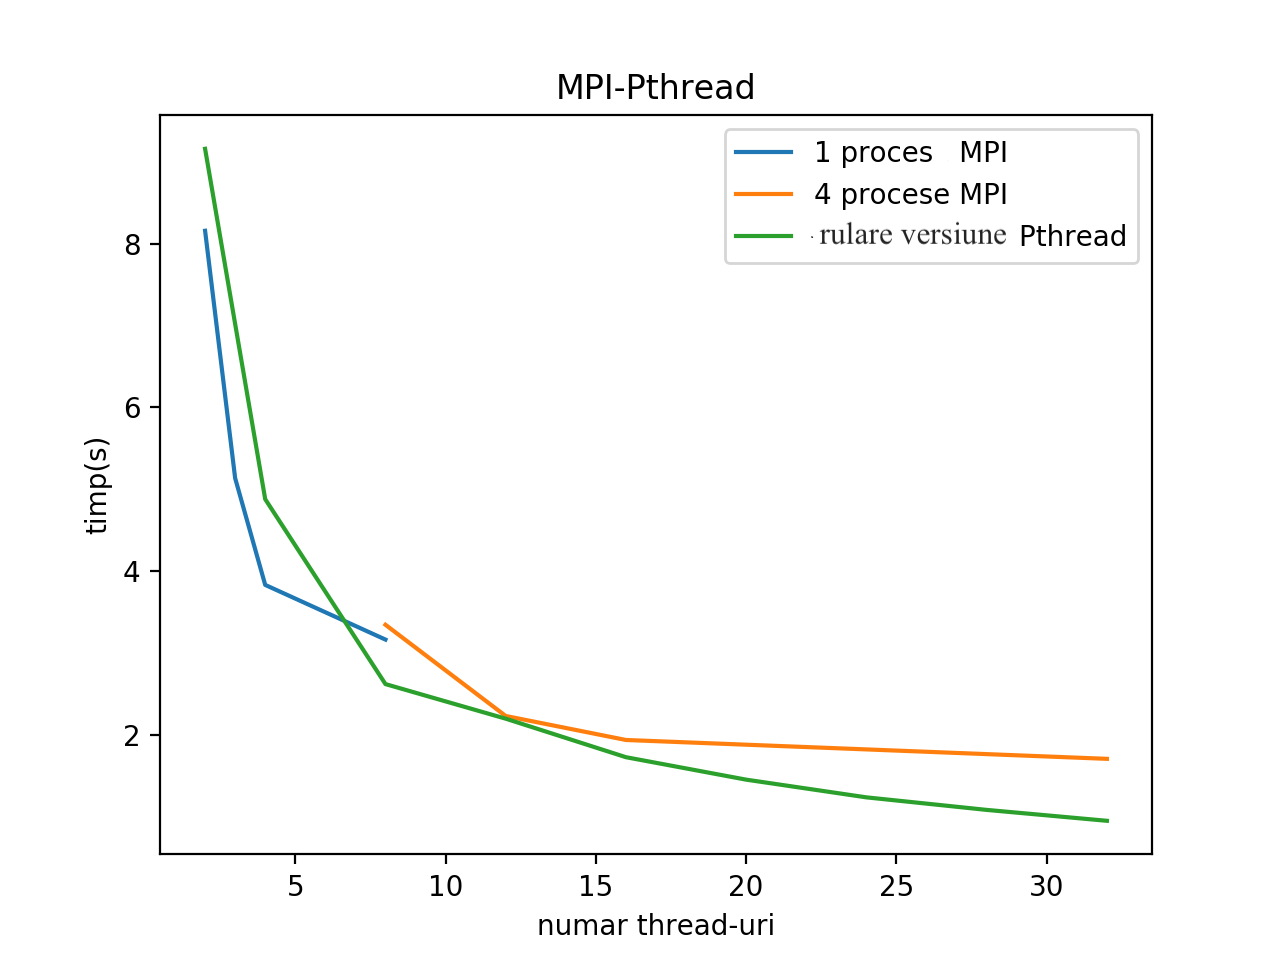 MPI-Pthread
1 proces MPI
4 procese MPI
rulare versiune Pthread
8
6
4
2
timp(s)
5 10 15 20 25 30
numar thread-uri